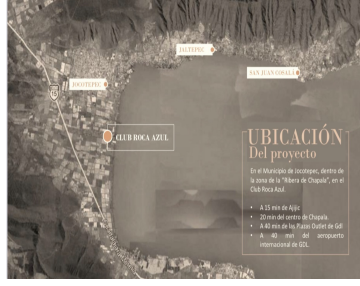 JALTEPEC
SAN JUAN COSALÁ
JOCOTEPEC
CLUB ROCA AZUL
UBICACIÓN
Del proyecto
En el Municipio de Jocotepec, dentro de
la zona de la "Ribera de Chapala", en el
Club Roca Azul.
• A 15 min de Ajijic
• 20 min del centro de Chapala.
• A 40 min de las Plazas Outlet de Gdl
• A 40 min del aeropuerto
internacional de GDL.